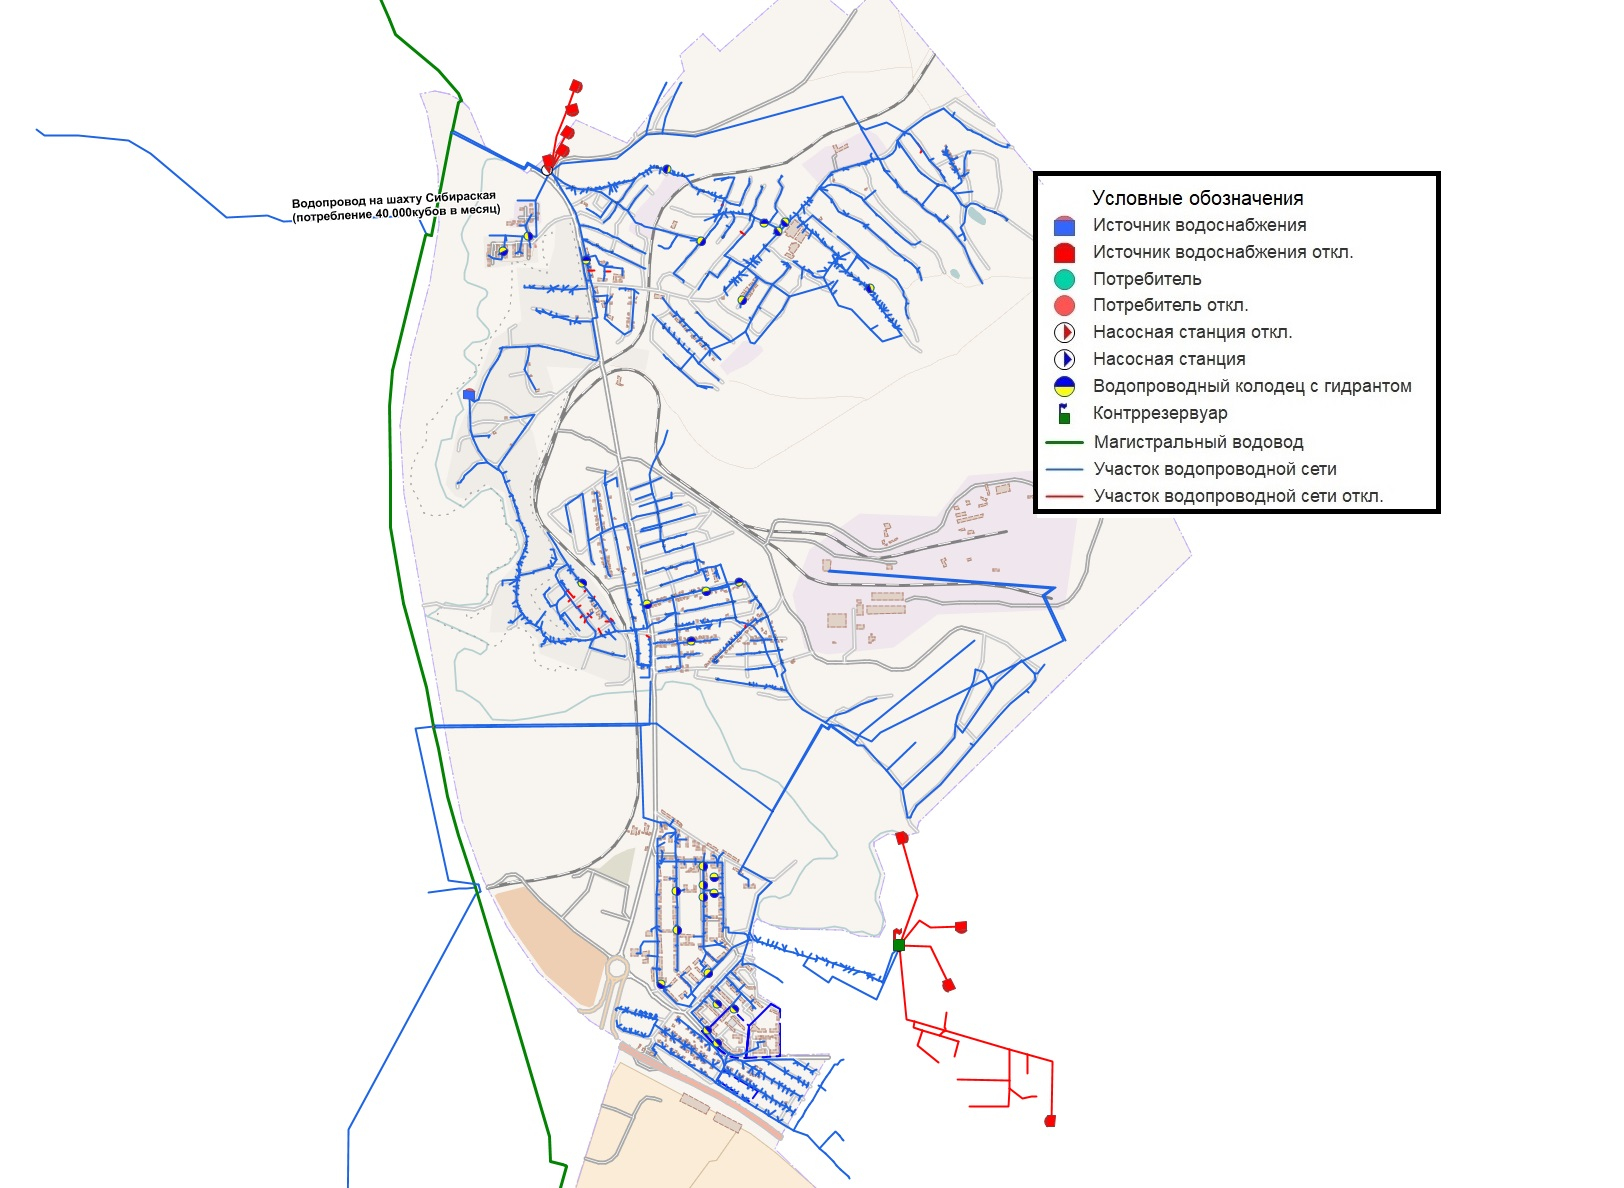 Водопровод на шахту Сибираская
(потребление 40.000кубов в месяц)
Условные обозначения
Источник водоснабжения
Источник водоснабжения откл.
Потребитель
Потребитель откл.
Насосная станция откл.
Насосная станция
Водопроводный колодец с гидрантом
Контррезервуар
Магистральный водовод
Участок водопроводной сети
Участок водопроводной сети откл.